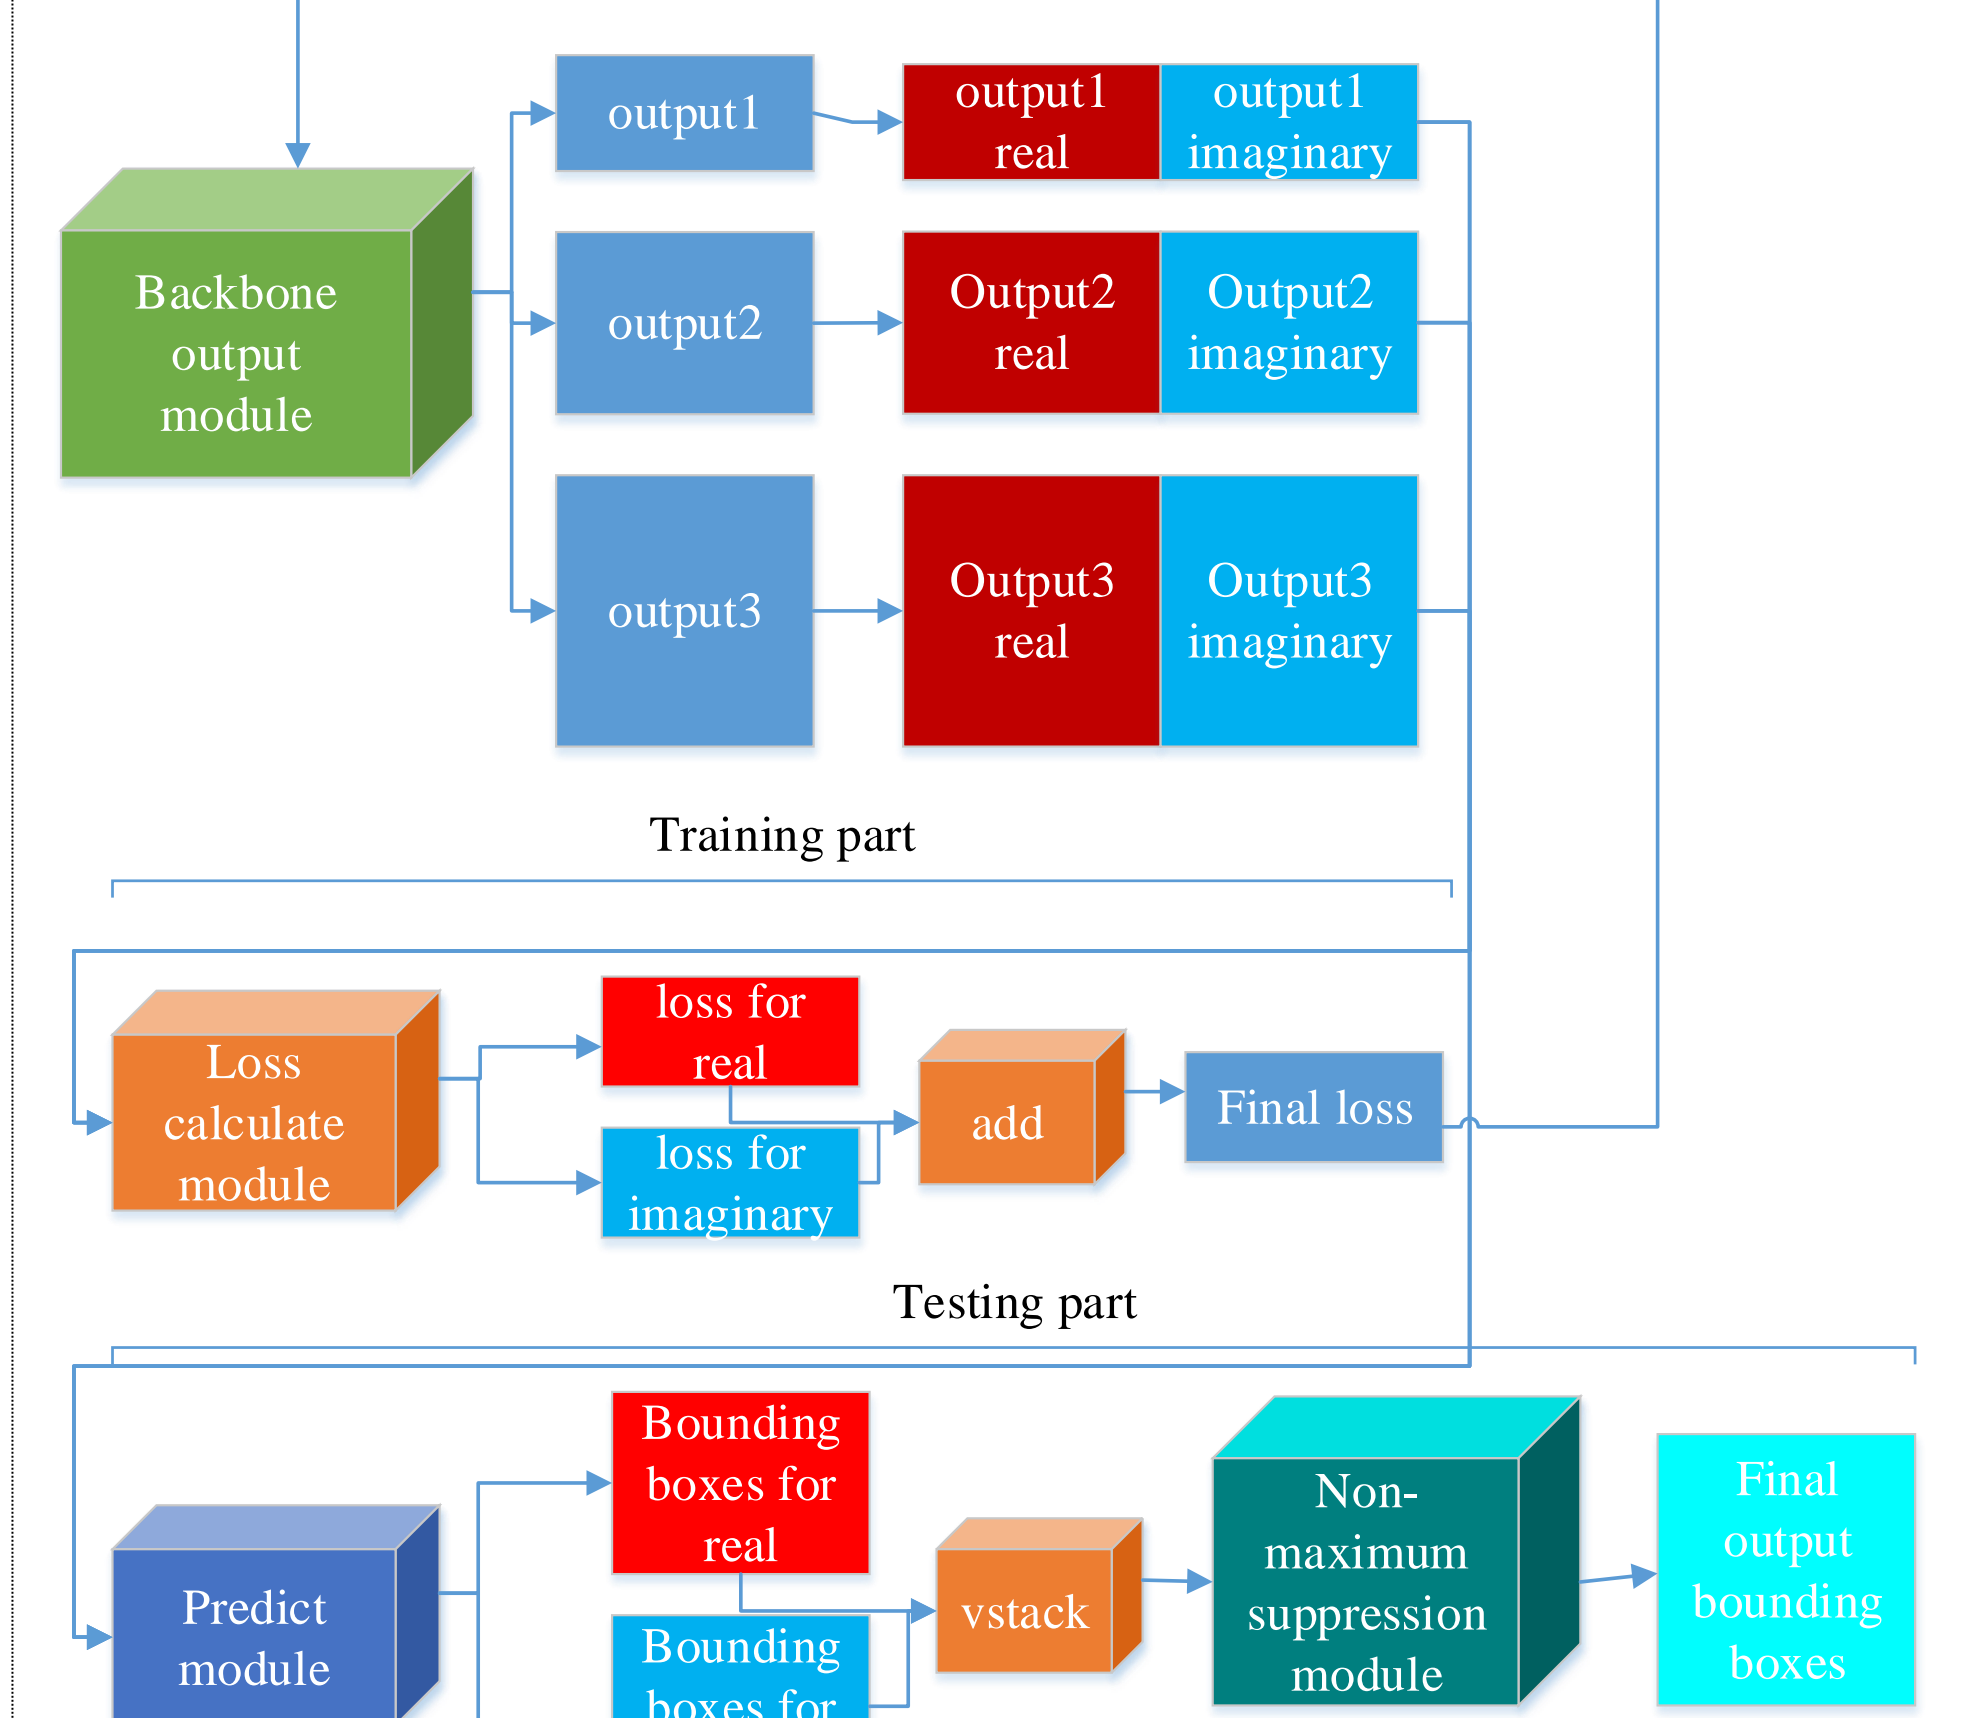 output1
output1
real
output1
imaginary
Backbone
output
module
output2
Output2
real
Output2
imaginary
output3
Output3
real
Output3
imaginary
Training part
Loss
calculate
module
loss for
real
loss for
imaginary
add
Final loss
Testing part
Predict
module
Bounding
boxes for
real
Bounding
boxes for
vstack
Non-
maximum
suppression
module
Final
output
bounding
boxes